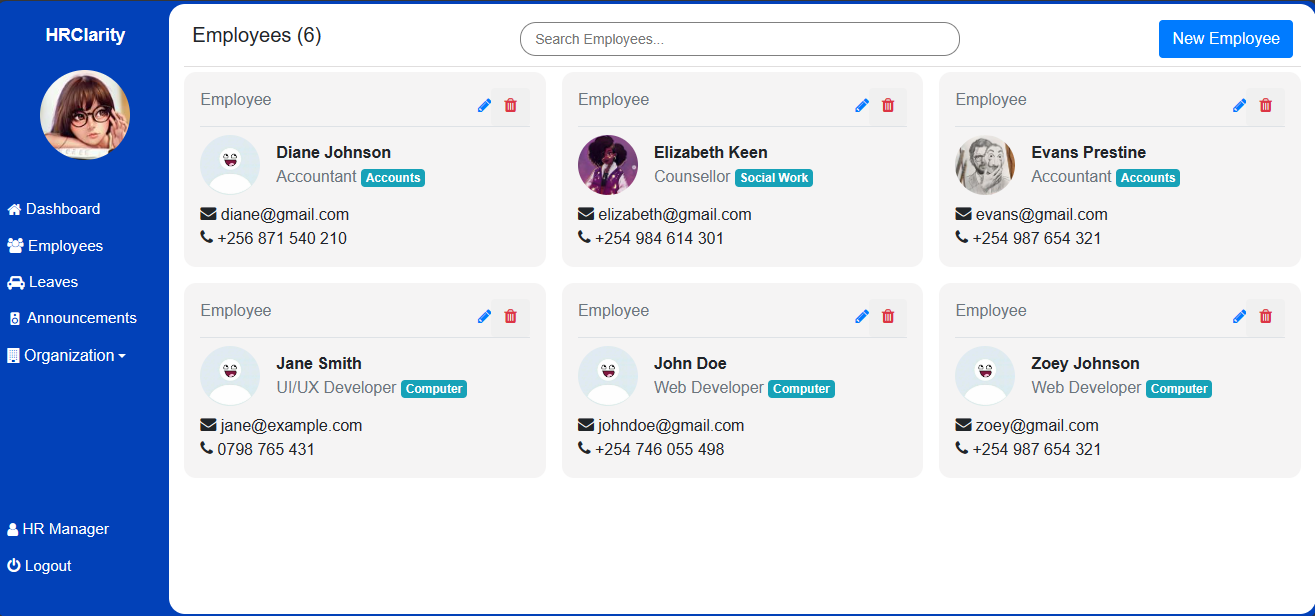 HRClarity
Dashboard
Employees
Leaves
Announcements
Organization
HR Manager
Logout
Employees (6)
Search Employees...
New Employee
Employee
Diane Johnson
Accountant Accounts
diane@gmail.com
+256 871 540 210
Employee
Elizabeth Keen
Counsellor Social Work
elizabeth@gmail.com
+254 984 614 301
Employee
Evans Prestine
Accountant Accounts
evans@gmail.com
+254 987 654 321
Employee
Jane Smith
UI/UX Developer Computer
jane@example.com
0798 765 431
Employee
John Doe
Web Developer Computer
johndoe@gmail.com
+254 746 055 498
Employee
Zoey Johnson
Web Developer Computer
zoey@gmail.com
+254 987 654 321